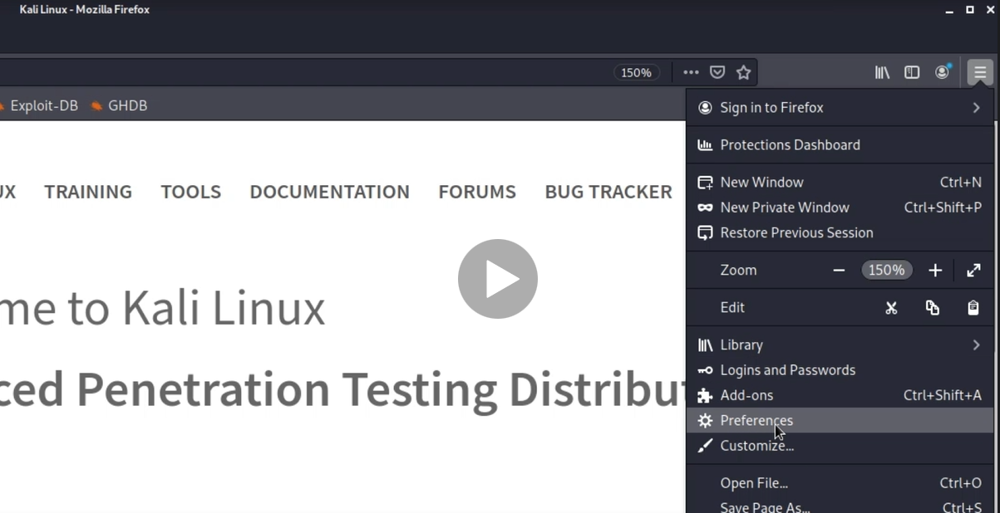 Kali Linux - Mozilla Firefox
150%
Exploit-DB GHDB
Sign in to Firefox
Protections Dashboard
UX TRAINING TOOLS DOCUMENTATION FORUMS BUG TRACKER
New Window Ctrl+N
New Private Window Ctrl+Shift+P
Restore Previous Session
Zoom 150%
me to Kali Linux
Edit
Library
Logins and Passwords
ced Penetration Testing Distribut
Add-ons Ctrl+Shift+A
Preferences
Customize...
Open File... Ctrl+O
Save Page As... Ctrl+S